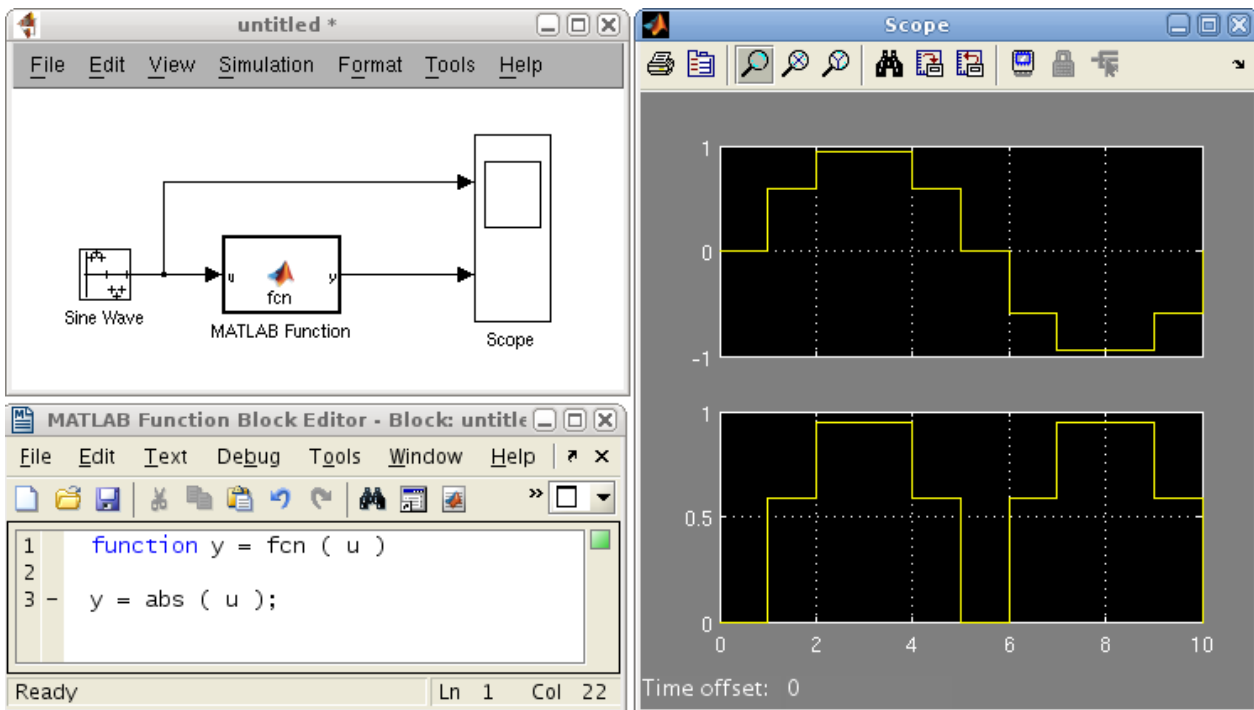 untitled *
File Edit View Simulation Format Tools Help
Sine Wave
u
fcn
y
MATLAB Function
Scope
MATLAB Function Block Editor - Block: untitle
File Edit Text Debug Tools Window Help
1 function y = fcn ( u )
2
3 - y = abs ( u );
Ready
Ln 1 Col 22
Scope
1
0
-1
1
0.5
0
0 2 4 6 8 10
Time offset: 0